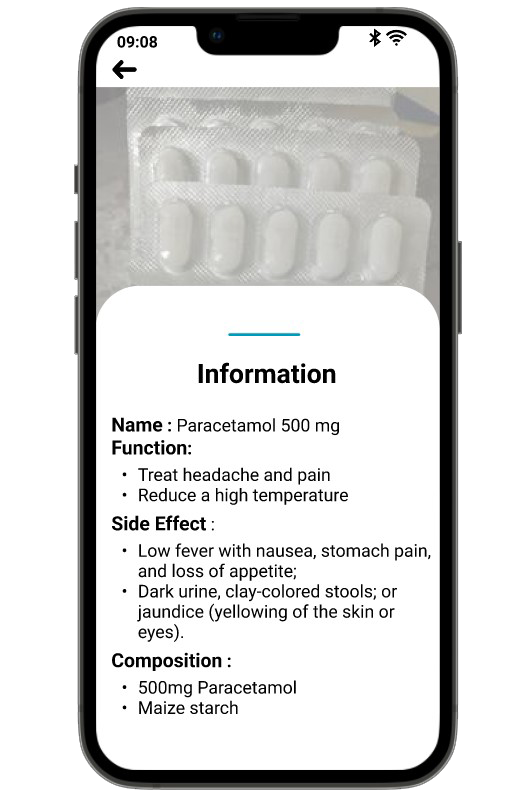 09:08
Information
Name : Paracetamol 500 mg
Function:
• Treat headache and pain
• Reduce a high temperature
Side Effect :
• Low fever with nausea, stomach pain,
and loss of appetite;
• Dark urine, clay-colored stools; or
jaundice (yellowing of the skin or
eyes).
Composition :
• 500mg Paracetamol
• Maize starch